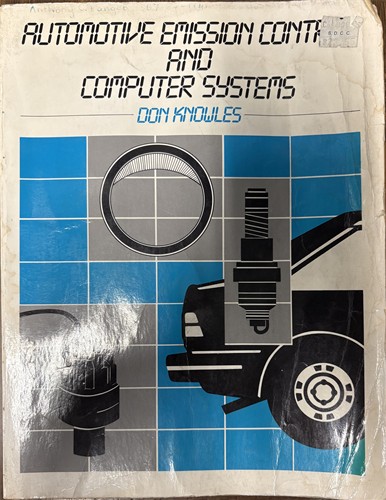 AUTOMOTIVE EMISSION CONTR
AND
COMPUTER SYSTEMS
DON KNOWLES